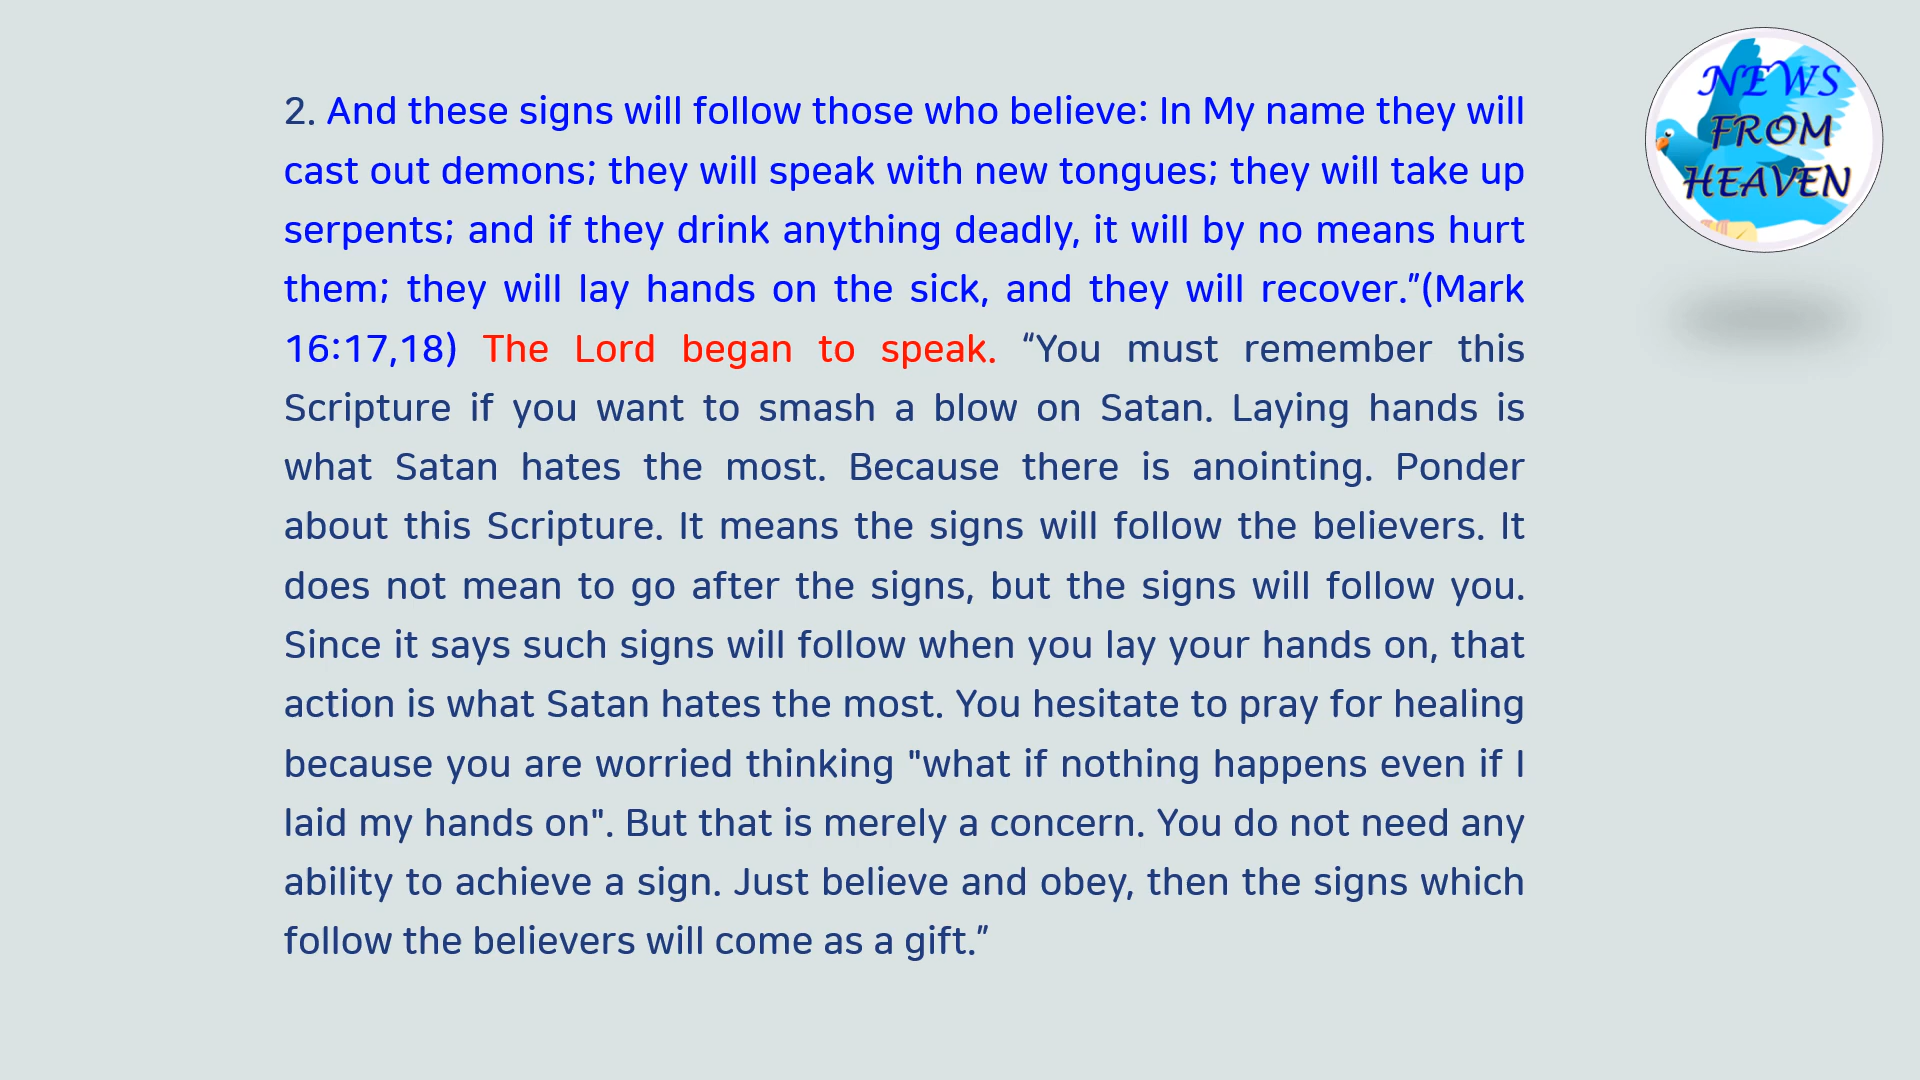 2. And these signs will follow those who believe: In My name they will
cast out demons; they will speak with new tongues; they will take up
serpents; and if they drink anything deadly, it will by no means hurt
them; they will lay hands on the sick, and they will recover.”(Mark
16:17,18) The Lord began to speak. “You must remember this
Scripture if you want to smash a blow on Satan. Laying hands is
what Satan hates the most. Because there is anointing. Ponder
about this Scripture. It means the signs will follow the believers. It
does not mean to go after the signs, but the signs will follow you.
Since it says such signs will follow when you lay your hands on, that
action is what Satan hates the most. You hesitate to pray for healing
because you are worried thinking "what if nothing happens even if I
laid my hands on". But that is merely a concern. You do not need any
ability to achieve a sign. Just believe and obey, then the signs which
follow the believers will come as a gift.”
NEWS
FROM
HEAVEN